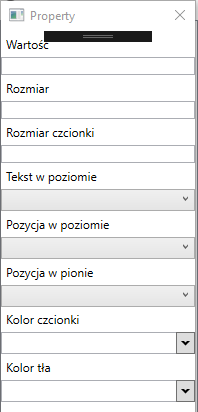 Property
Wartość
Rozmiar
Rozmiar czcionki
Tekst w poziomie
Pozycja w poziomie
Pozycja w pionie
Kolor czcionki
Kolor tła